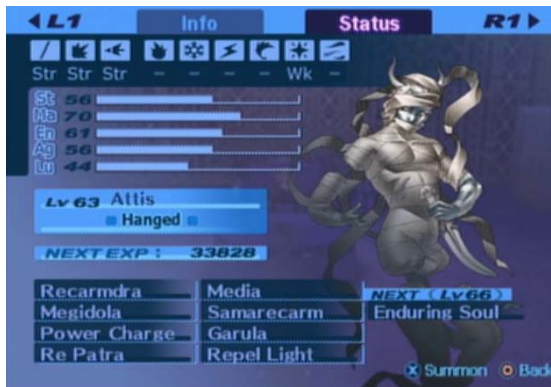 L1 Info Status R1
Str Str Str - - - - Wk -
St 56
Ma 70
En 61
Ag 56
Lu 44
Lv 63 Attis
Hanged
NEXT EXP : 33828
Recarmdra Media NEXT (Lv66)
Megidola Samarecarm Enduring Soul
Power Charge Garula
Re Patra Repel Light
Summon Back